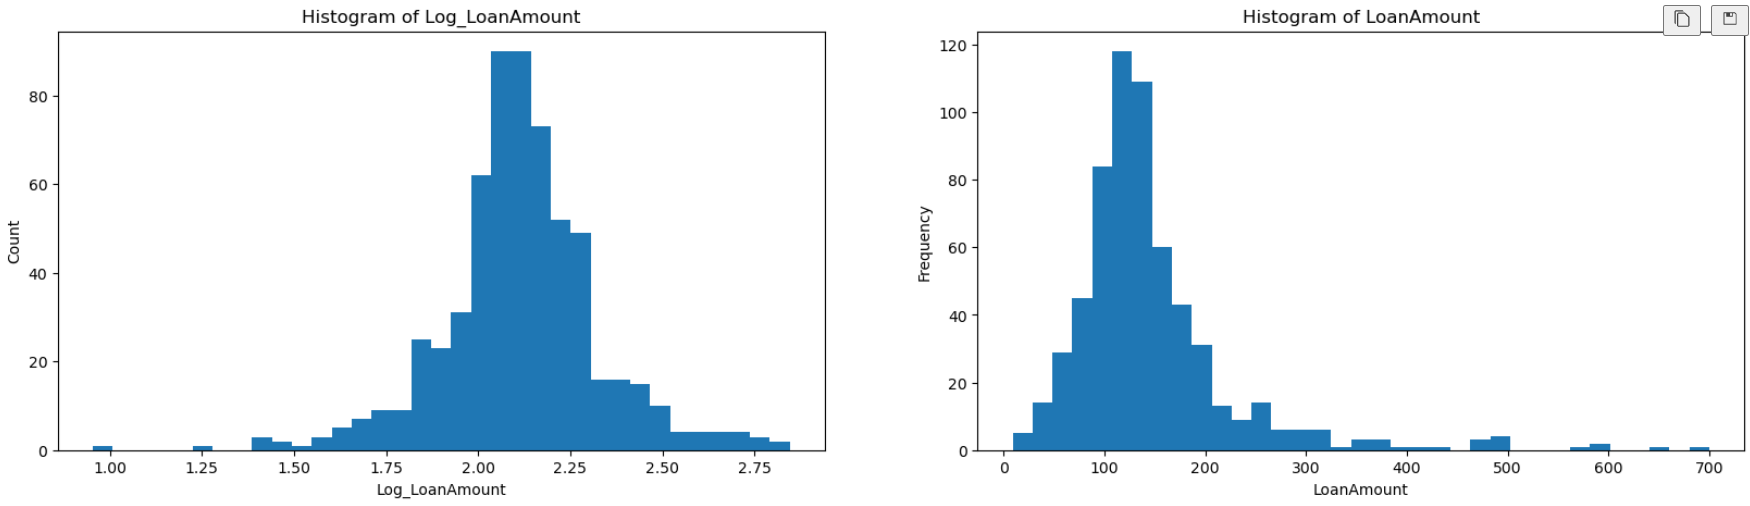 Histogram of Log_LoanAmount
80
60
40
20
0
Count
1.00 1.25 1.50 1.75 2.00 2.25 2.50 2.75
Log_LoanAmount
Histogram of LoanAmount
120
100
80
60
40
20
0
Frequency
0 100 200 300 400 500 600 700
LoanAmount